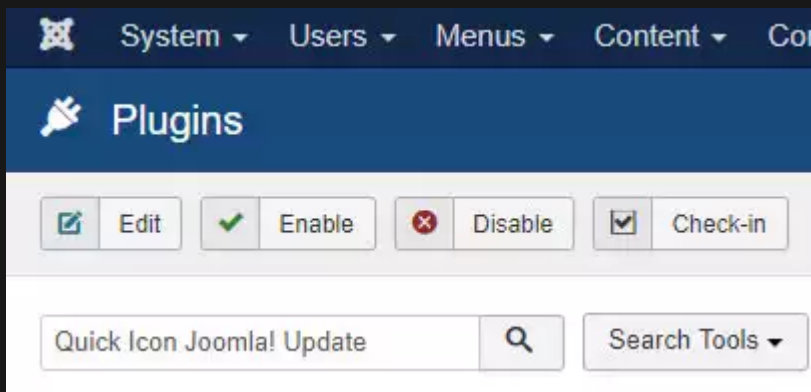 System Users Menus Content
Plugins
Edit Enable Disable Check-in
Quick Icon Joomla! Update Search Tools